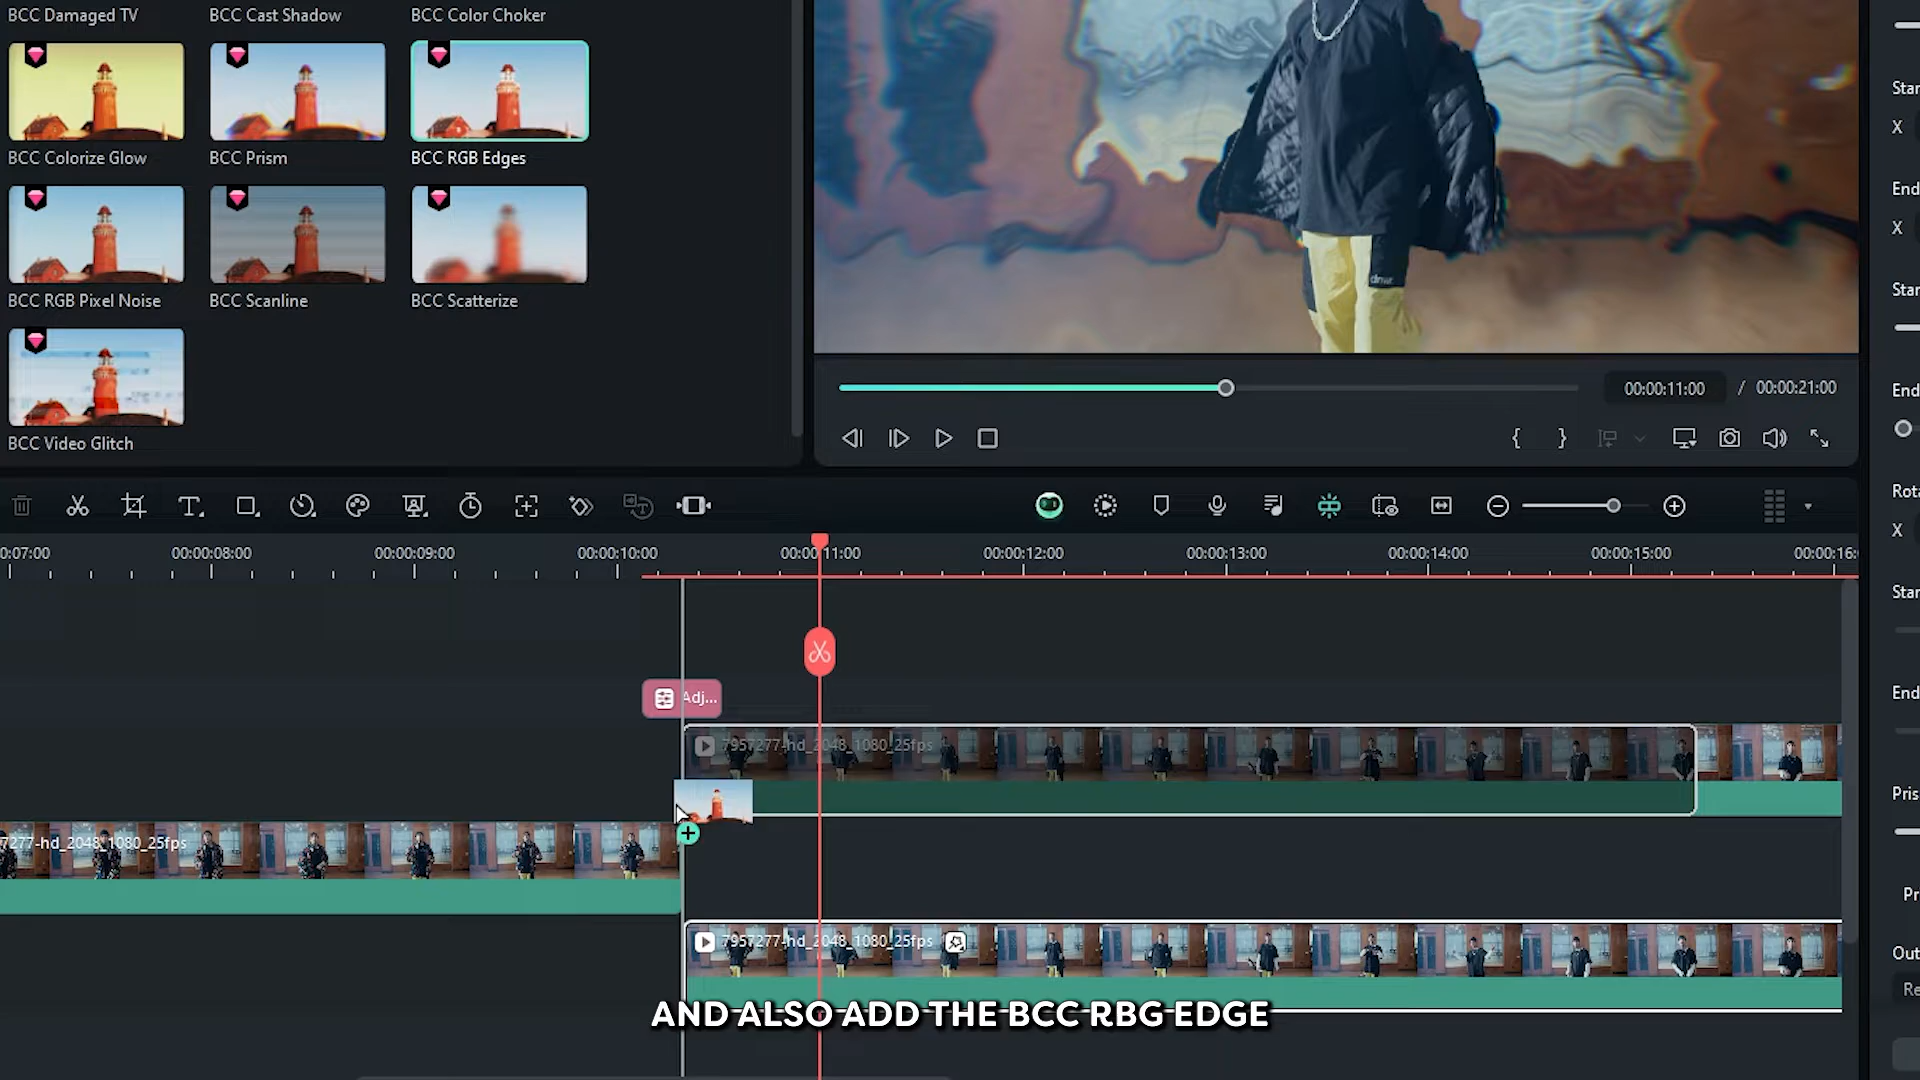 BCC Damaged TV
BCC Cast Shadow
BCC Color Choker
BCC Colorize Glow
BCC Prism
BCC RGB Edges
BCC RGB Pixel Noise
BCC Scanline
BCC Scatterize
BCC Video Glitch
00:00:11:00 / 00:00:21:00
Star
X
End
X
Star
End
Rota
X
Star
End
Pris
Pr
Out
Re
0:07:00
00:00:08:00
00:00:09:00
00:00:10:00
00:00:11:00
00:00:12:00
00:00:13:00
00:00:14:00
00:00:15:00
00:00:16:
Adj...
7957277-hd_2048_1080_25fps
7277-hd_2048_1080_25fps
7957277-hd_2048_1080_25fps
AND ALSO ADD THE BCC RBG EDGE